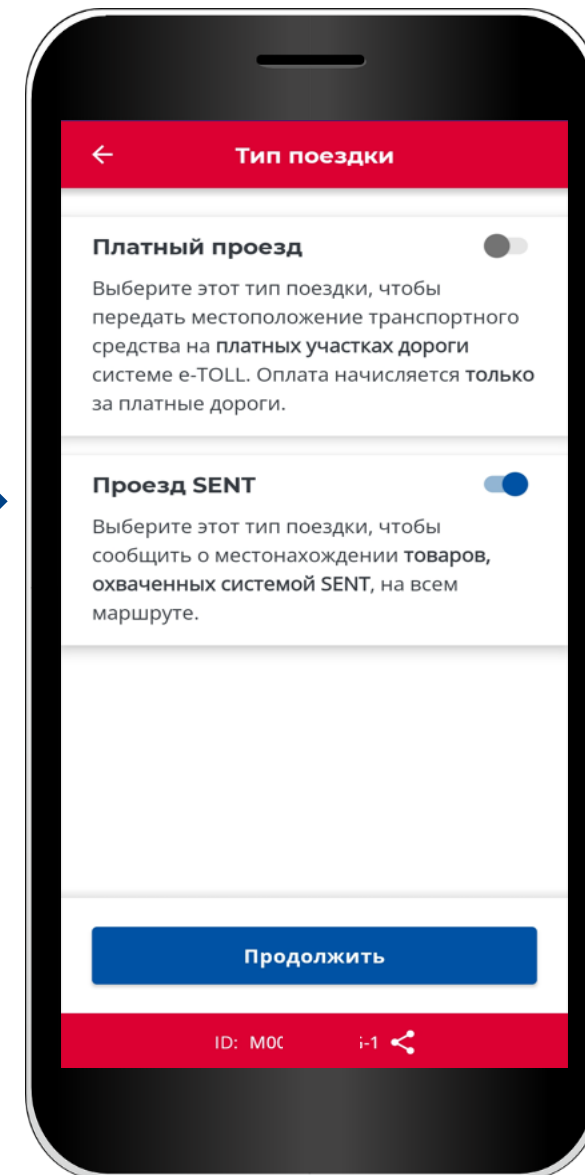 Тип поездки
Платный проезд
Выберите этот тип поездки, чтобы
передать местоположение транспортного
средства на платных участках дороги
системе e-TOLL. Оплата начисляется только
за платные дороги.
Проезд SENT
Выберите этот тип поездки, чтобы
сообщить о местонахождении товаров,
охваченных системой SENT, на всем
маршруте.
Продолжить
ID: